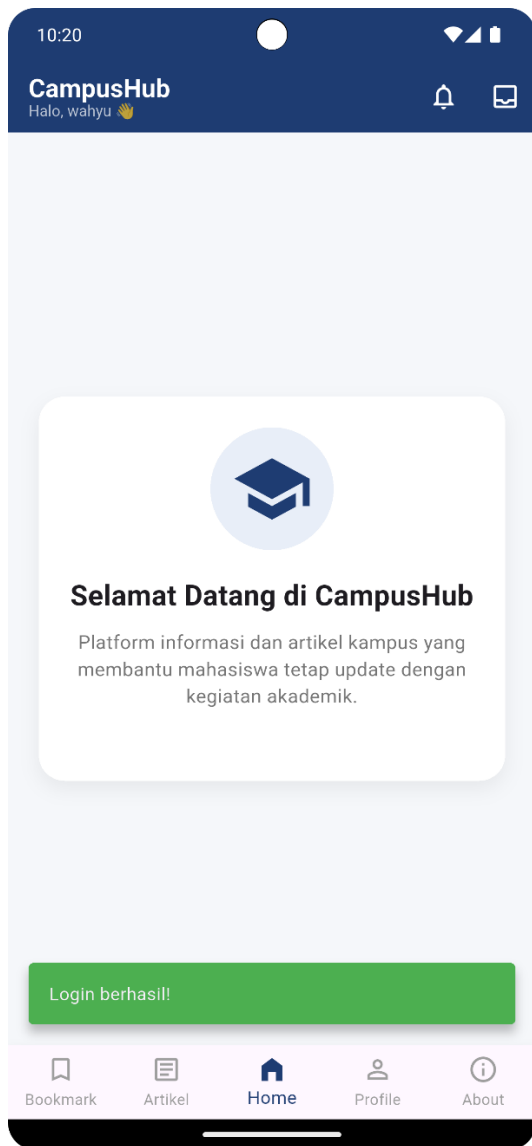 10:20
CampusHub
Halo, wahyu 👋
Selamat Datang di CampusHub
Platform informasi dan artikel kampus yang
membantu mahasiswa tetap update dengan
kegiatan akademik.
Login berhasil!
Bookmark
Artikel
Home
Profile
About